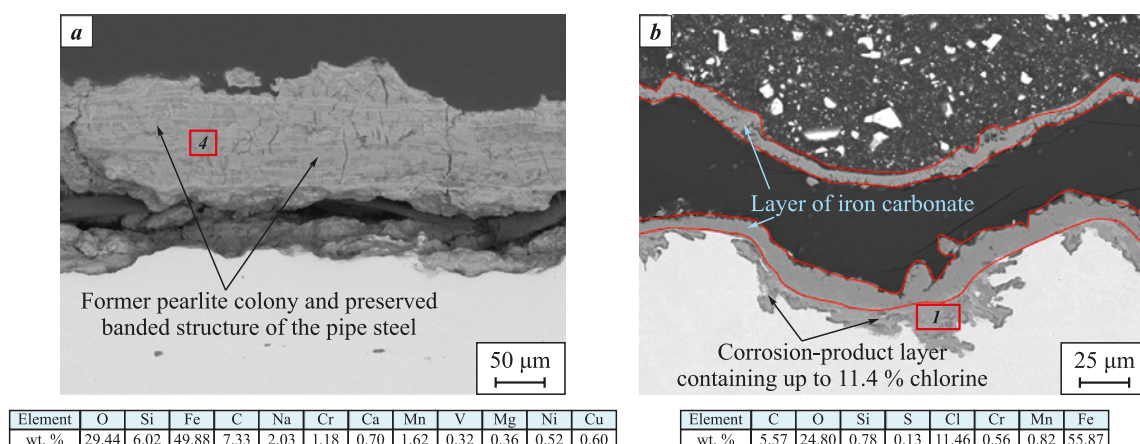 a
4
Former pearlite colony and preserved
banded structure of the pipe steel
50 μm
Element O Si Fe C Na Cr Ca Mn V Mg Ni Cu
wt. % 29.44 6.02 49.88 7.33 2.03 1.18 0.70 1.62 0.32 0.36 0.52 0.60
b
Layer of iron carbonate
1
Corrosion-product layer
containing up to 11.4 % chlorine
25 μm
Element C O Si S Cl Cr Mn Fe
wt. % 5.57 24.80 0.78 0.13 11.46 0.56 0.82 55.87